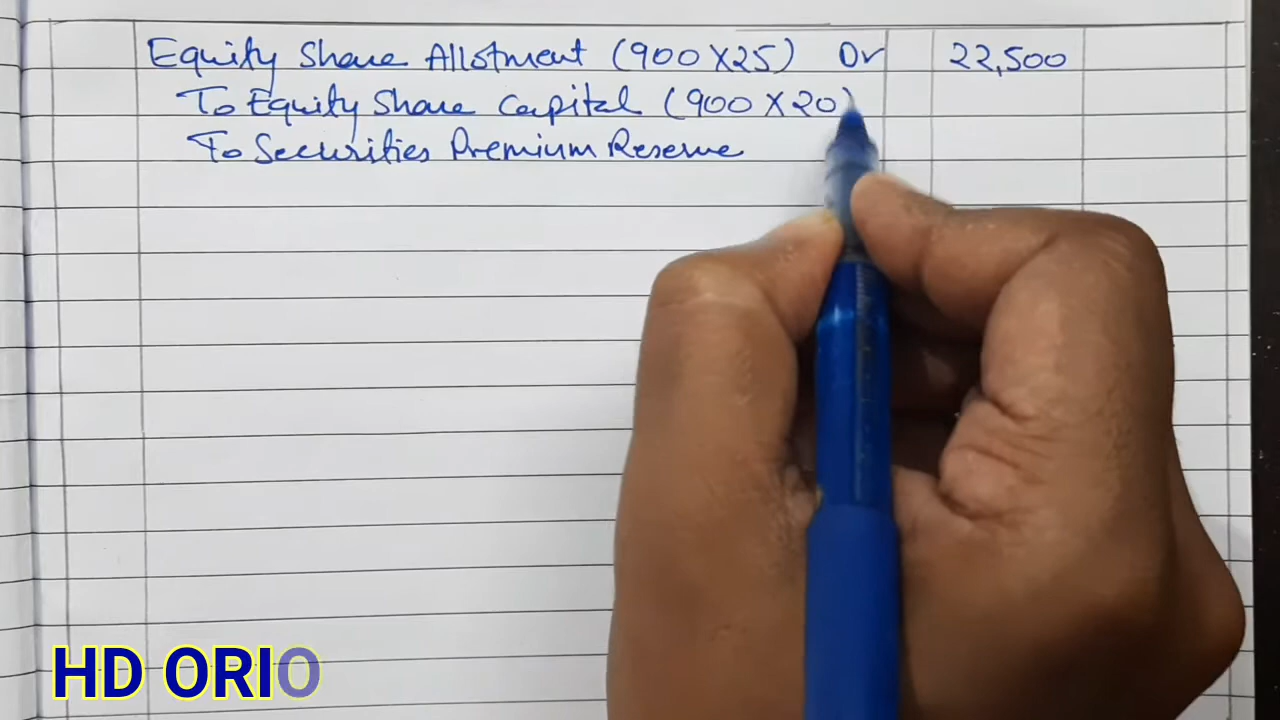 Equity Share Allotment (900 X 25) Dr 22,500
To Equity Share Capital (900 X 20)
To Securities Premium Reserve
HD ORIO